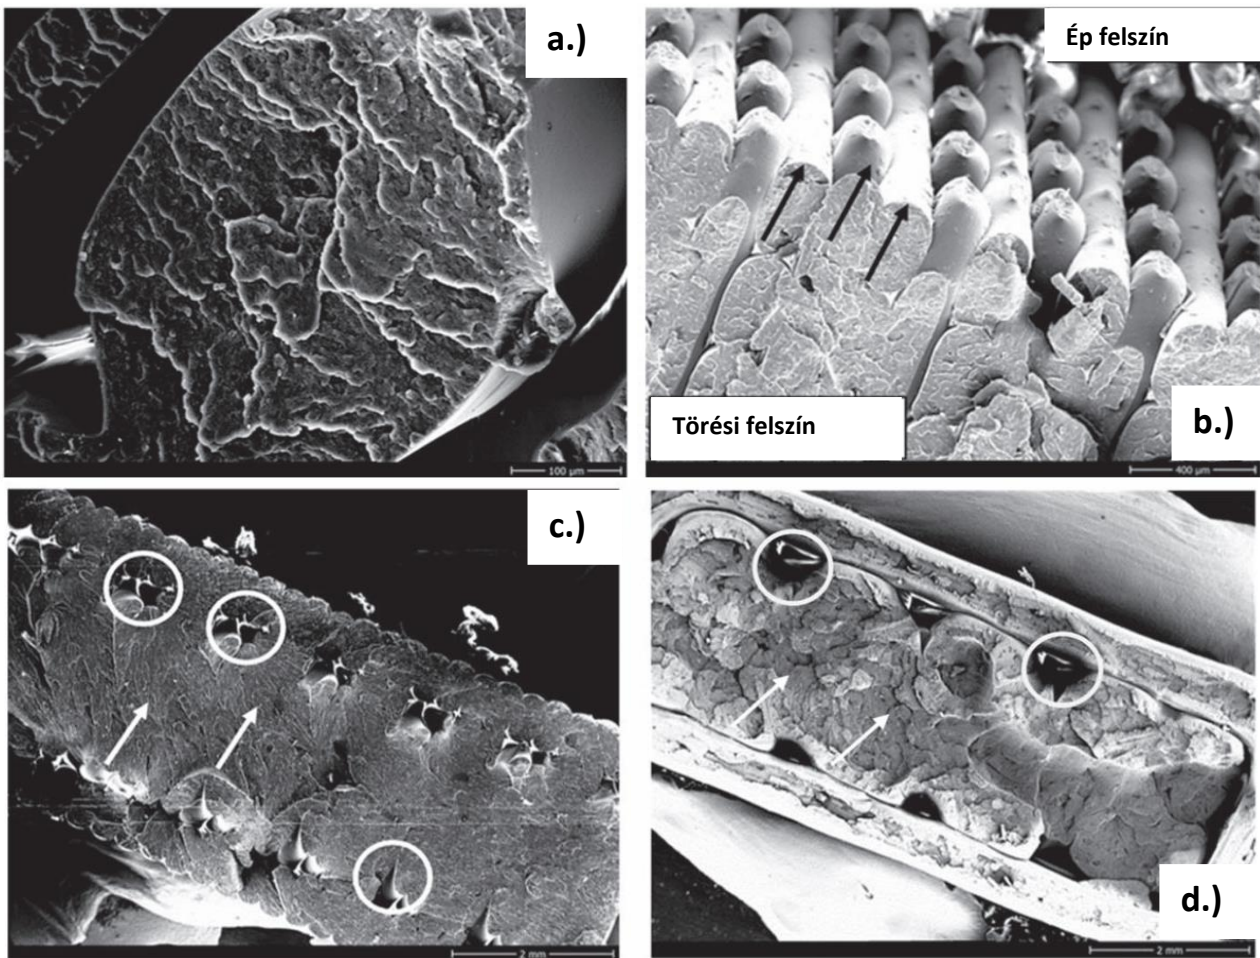 a.)
100 µm
Ép felszín
Törési felszín
b.)
400 µm
c.)
2 mm
d.)
2 mm